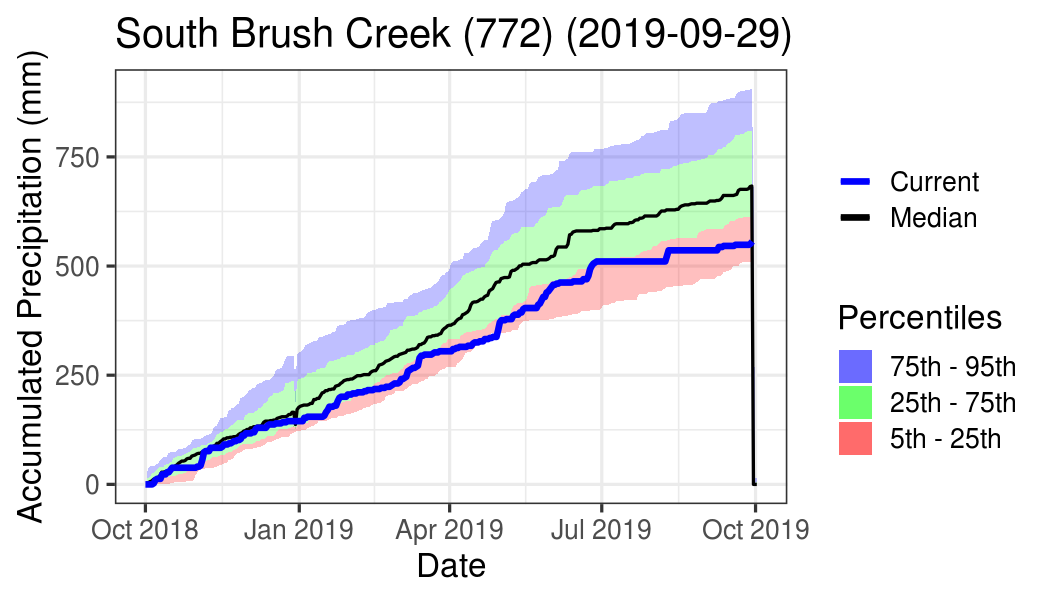 South Brush Creek (772) (2019-09-29)
Accumulated Precipitation (mm)
750
500
250
0
Oct 2018
Jan 2019
Apr 2019
Jul 2019
Oct 2019
Date
Current
Median
Percentiles
75th - 95th
25th - 75th
5th - 25th